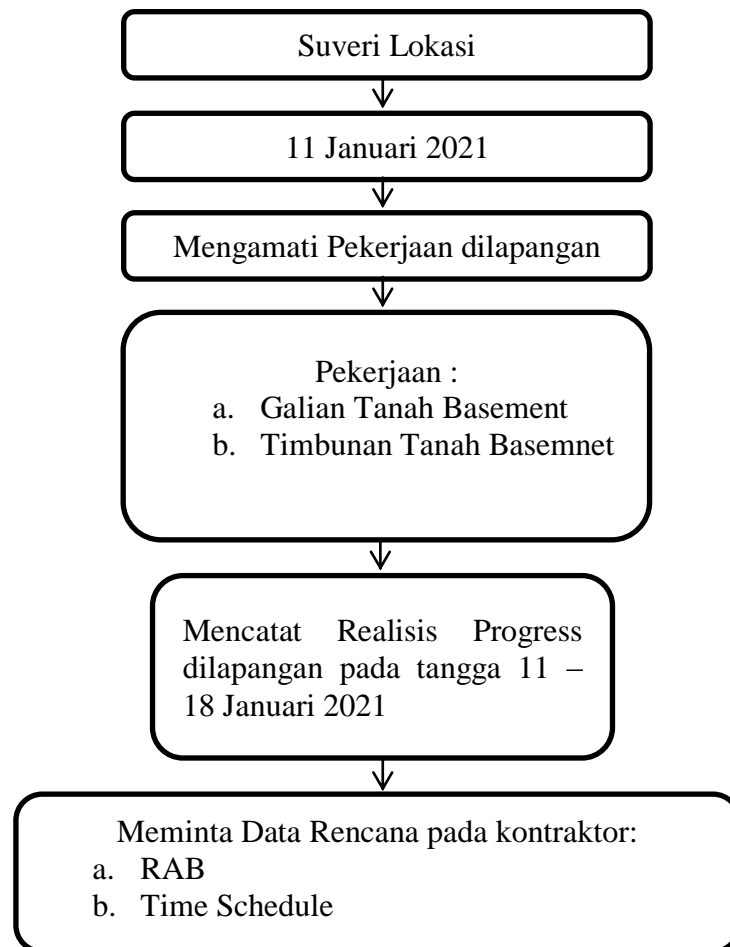 Suveri Lokasi
11 Januari 2021
Mengamati Pekerjaan dilapangan
Pekerjaan :
a. Galian Tanah Basement
b. Timbunan Tanah Basemnet
Mencatat Realisis Progress
dilapangan pada tangga 11 –
18 Januari 2021
Meminta Data Rencana pada kontraktor:
a. RAB
b. Time Schedule